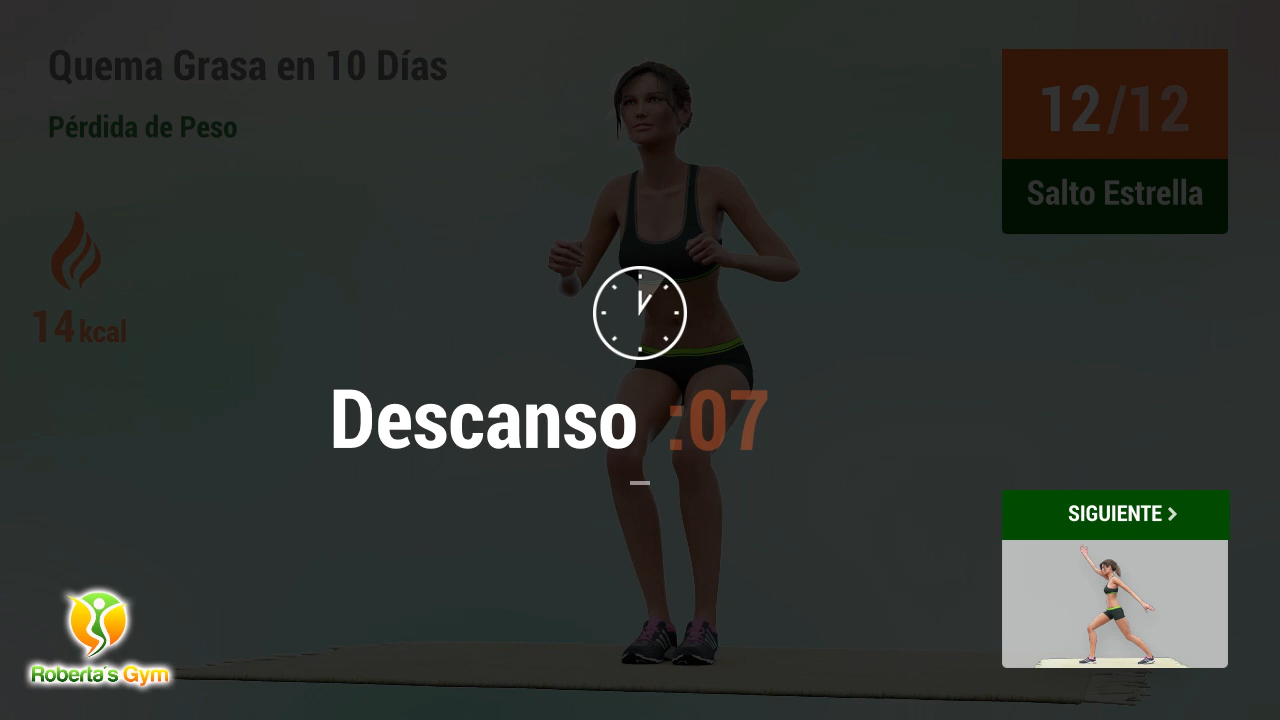 Quema Grasa en 10 Días
Pérdida de Peso
12/12
Salto Estrella
14 kcal
Descanso :07
SIGUIENTE >
Roberta´s Gym